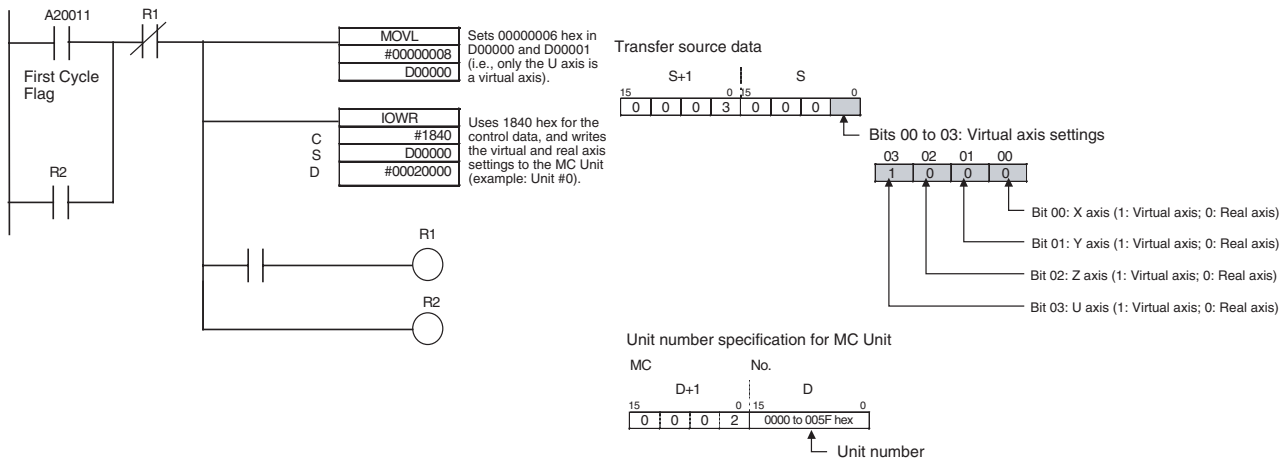 A20011
R1
First Cycle
Flag
R2
MOVL
#00000008
D00000
Sets 00000006 hex in
D00000 and D00001
(i.e., only the U axis is
a virtual axis).
IOWR
C #1840
S D00000
D #00020000
Uses 1840 hex for the
control data, and writes
the virtual and real axis
settings to the MC Unit
(example: Unit #0).
R1
R2
Transfer source data
S+1 S
15 0 15 0
0 0 0 3 0 0 0
Bits 00 to 03: Virtual axis settings
03 02 01 00
1 0 0 0
Bit 00: X axis (1: Virtual axis; 0: Real axis)
Bit 01: Y axis (1: Virtual axis; 0: Real axis)
Bit 02: Z axis (1: Virtual axis; 0: Real axis)
Bit 03: U axis (1: Virtual axis; 0: Real axis)
Unit number specification for MC Unit
MC No.
D+1 D
15 0 15 0
0 0 0 2 0000 to 005F hex
Unit number